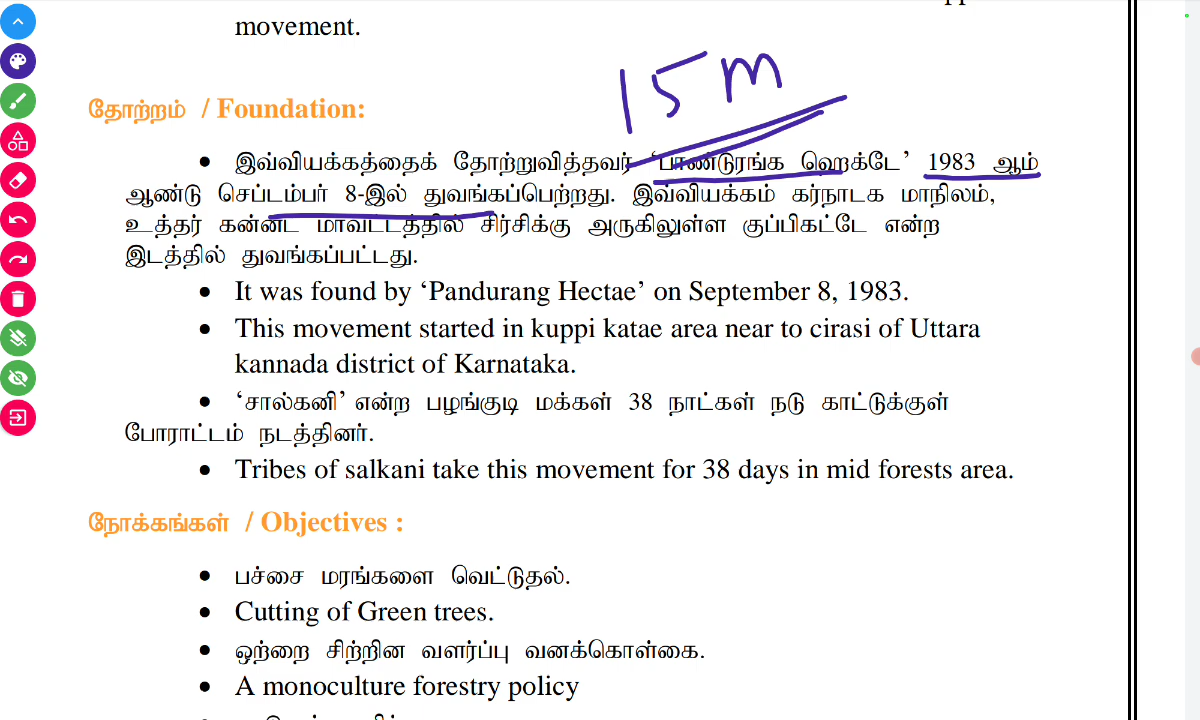 movement.
15 m
தோற்றம் / Foundation:
• இவ்வியக்கத்தைக் தோற்றுவித்தவர் ‘பாண்டுரங்க ஹெக்டே’ 1983 ஆம்
ஆண்டு செப்டம்பர் 8-இல் துவங்கப்பெற்றது. இவ்வியக்கம் கர்நாடக மாநிலம்,
உத்தர் கன்னட மாவட்டத்தில் சிர்சிக்கு அருகிலுள்ள குப்பிகட்டே என்ற
இடத்தில் துவங்கப்பட்டது.
• It was found by ‘Pandurang Hectae’ on September 8, 1983.
• This movement started in kuppi katae area near to cirasi of Uttara
kannada district of Karnataka.
• ‘சால்கனி’ என்ற பழங்குடி மக்கள் 38 நாட்கள் நடு காட்டுக்குள்
போராட்டம் நடத்தினர்.
• Tribes of salkani take this movement for 38 days in mid forests area.
நோக்கங்கள் / Objectives :
• பச்சை மரங்களை வெட்டுதல்.
• Cutting of Green trees.
• ஒற்றை சிற்றின வளர்ப்பு வனக்கொள்கை.
• A monoculture forestry policy